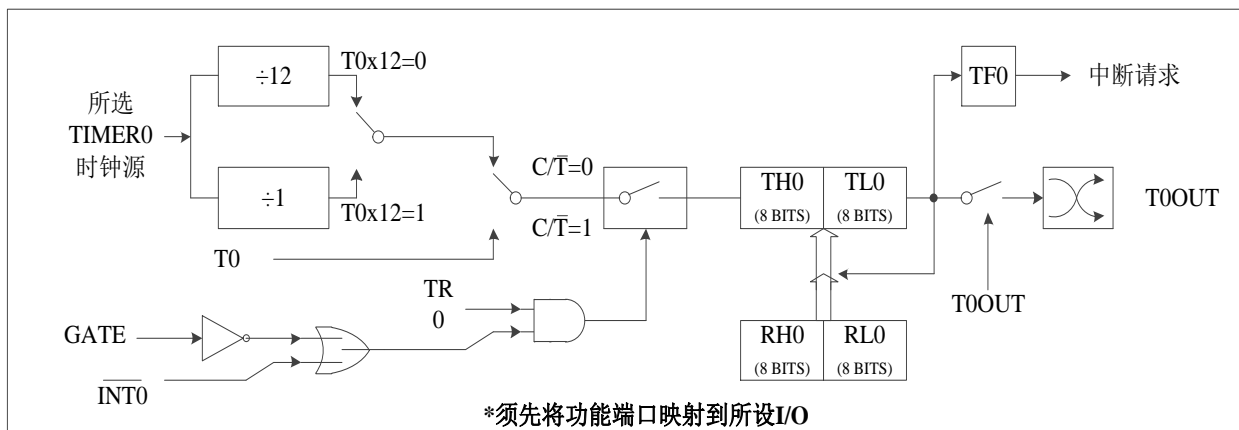 ÷12
T0x12=0
所选
TIMER0
时钟源
÷1
T0x12=1
T0
C/T̅=0
C/T̅=1
TH0
(8 BITS)
TL0
(8 BITS)
TF0
中断请求
T0OUT
T0OUT
TR
0
GATE
I̅N̅T̅0̅
RH0
(8 BITS)
RL0
(8 BITS)
*须先将功能端口映射到所设I/O